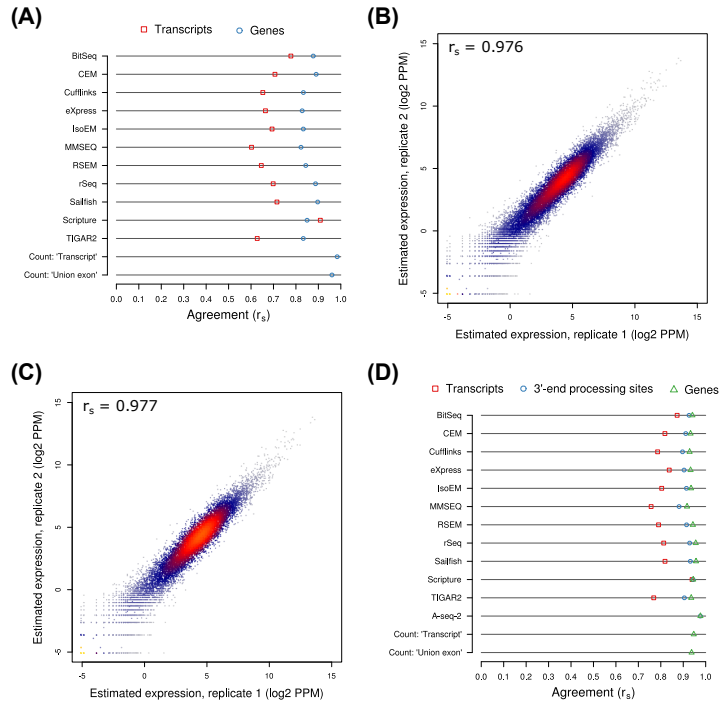 (A)
Transcripts Genes
BitSeq
CEM
Cufflinks
eXpress
IsoEM
MMSEQ
RSEM
rSeq
Sailfish
Scripture
TIGAR2
Count: 'Transcript'
Count: 'Union exon'
0.0 0.1 0.2 0.3 0.4 0.5 0.6 0.7 0.8 0.9 1.0
Agreement (rs)
(B)
rs = 0.976
Estimated expression, replicate 2 (log2 PPM)
15
10
5
0
-5
-5 0 5 10 15
Estimated expression, replicate 1 (log2 PPM)
(C)
rs = 0.977
Estimated expression, replicate 2 (log2 PPM)
15
10
5
0
-5
-5 0 5 10 15
Estimated expression, replicate 1 (log2 PPM)
(D)
Transcripts 3'-end processing sites Genes
BitSeq
CEM
Cufflinks
eXpress
IsoEM
MMSEQ
RSEM
rSeq
Sailfish
Scripture
TIGAR2
A-seq-2
Count: 'Transcript'
Count: 'Union exon'
0.0 0.1 0.2 0.3 0.4 0.5 0.6 0.7 0.8 0.9 1.0
Agreement (rs)